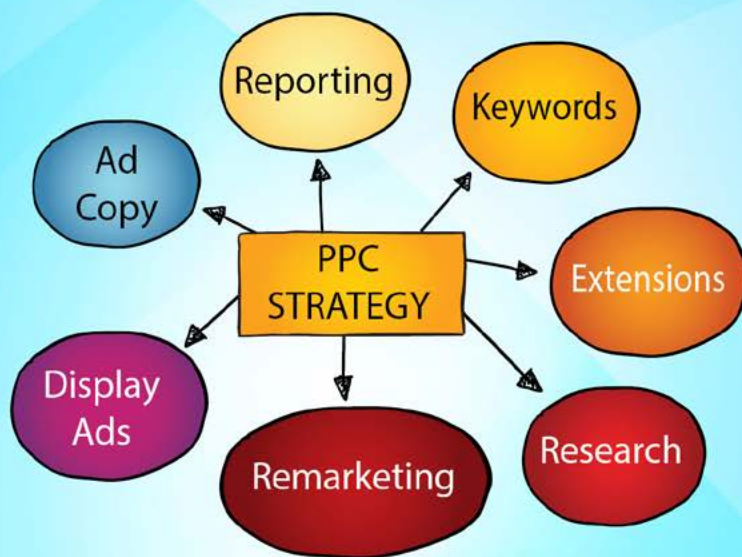 Reporting
Keywords
Ad
Copy
PPC
STRATEGY
Extensions
Display
Ads
Remarketing
Research